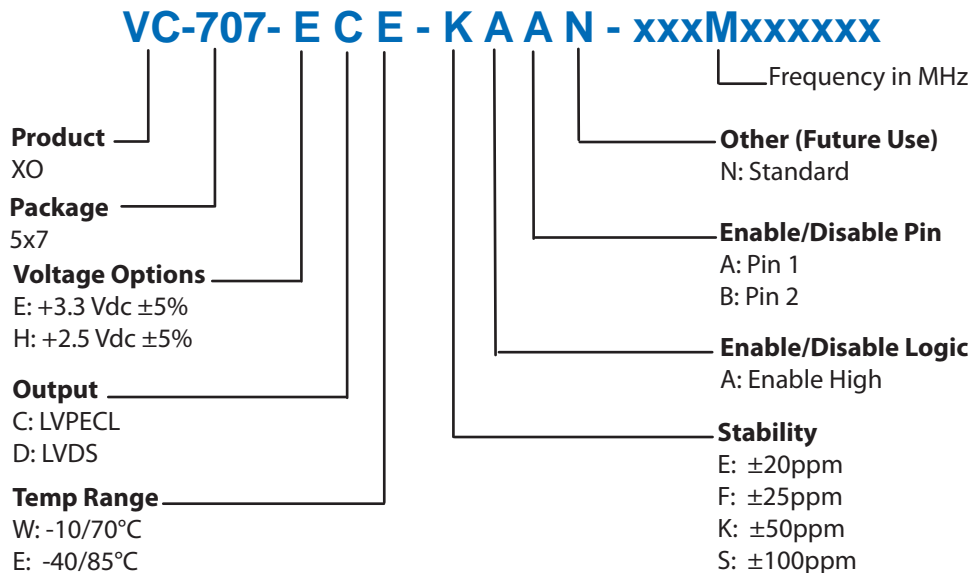 VC-707- E C E - K A A N - xxxMxxxxxx
Frequency in MHz
Product
XO
Package
5x7
Voltage Options
E: +3.3 Vdc ±5%
H: +2.5 Vdc ±5%
Output
C: LVPECL
D: LVDS
Temp Range
W: -10/70°C
E: -40/85°C
Other (Future Use)
N: Standard
Enable/Disable Pin
A: Pin 1
B: Pin 2
Enable/Disable Logic
A: Enable High
Stability
E: ±20ppm
F: ±25ppm
K: ±50ppm
S: ±100ppm